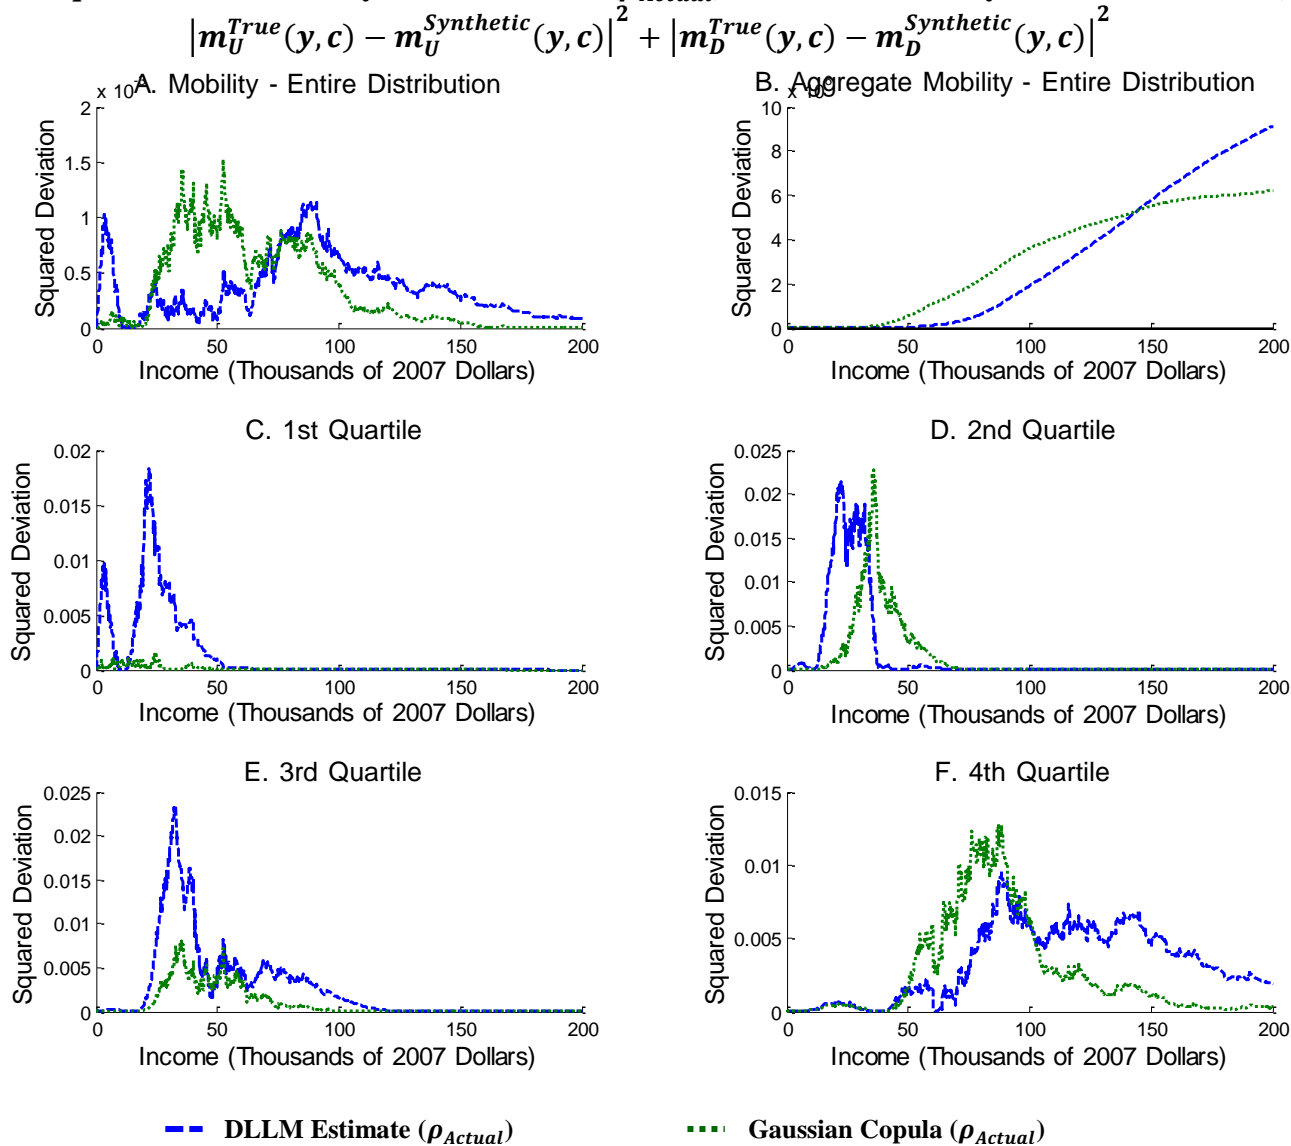 |m_U^True(y,c) − m_U^Synthetic(y,c)|² + |m_D^True(y,c) − m_D^Synthetic(y,c)|²
A. Mobility - Entire Distribution
x 10
Squared Deviation
2
1.5
1
0.5
0
0 50 100 150 200
Income (Thousands of 2007 Dollars)
B. Aggregate Mobility - Entire Distribution
x 10
Squared Deviation
10
8
6
4
2
0
0 50 100 150 200
Income (Thousands of 2007 Dollars)
C. 1st Quartile
Squared Deviation
0.02
0.015
0.01
0.005
0
0 50 100 150 200
Income (Thousands of 2007 Dollars)
D. 2nd Quartile
Squared Deviation
0.025
0.02
0.015
0.01
0.005
0
0 50 100 150 200
Income (Thousands of 2007 Dollars)
E. 3rd Quartile
Squared Deviation
0.025
0.02
0.015
0.01
0.005
0
0 50 100 150 200
Income (Thousands of 2007 Dollars)
F. 4th Quartile
Squared Deviation
0.015
0.01
0.005
0
0 50 100 150 200
Income (Thousands of 2007 Dollars)
DLLM Estimate (ρ_Actual)
Gaussian Copula (ρ_Actual)